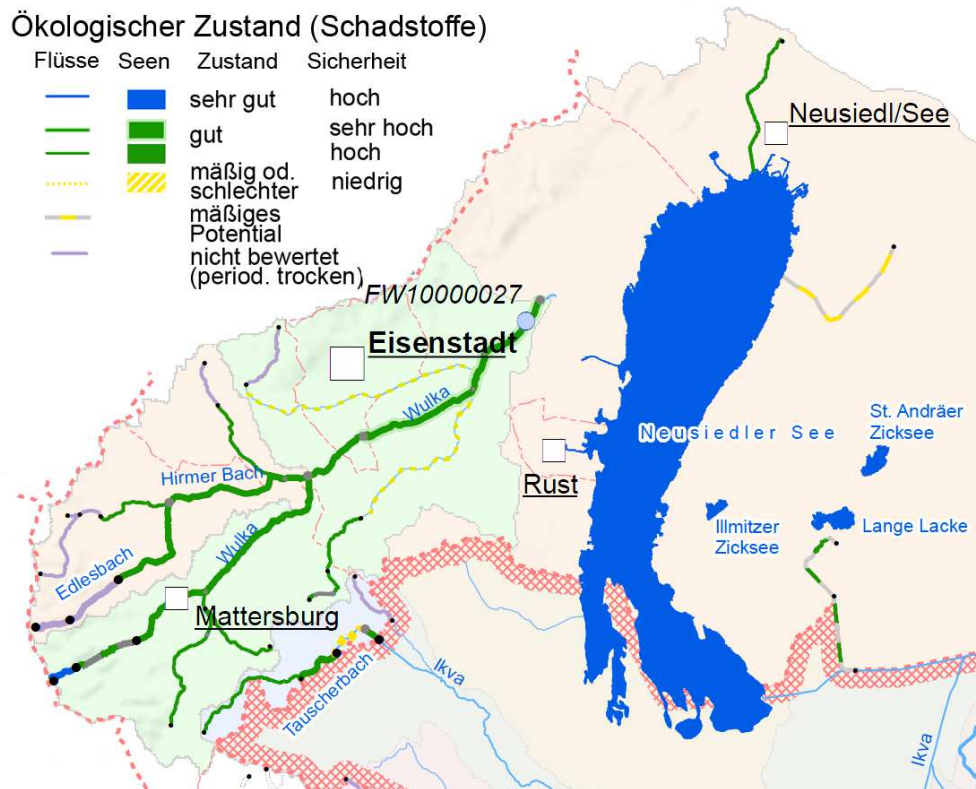 Ökologischer Zustand (Schadstoffe)
Flüsse Seen Zustand Sicherheit
sehr gut hoch
gut sehr hoch
hoch
mäßig od.
schlechter niedrig
mäßiges
Potential
nicht bewertet
(period. trocken)
Neusiedl/See
FW10000027
Eisenstadt
Wulka
Neusiedler See
St. Andräer
Zicksee
Hirmer Bach
Rust
Illmitzer
Zicksee
Lange Lacke
Wulka
Edlesbach
Mattersburg
Tauscherbach
Ikva
Ikva